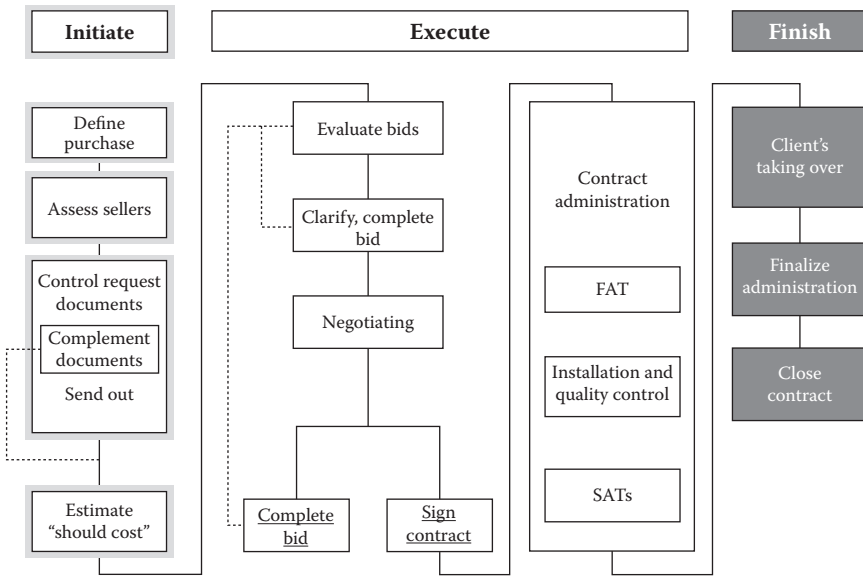 Initiate
Execute
Finish
Define
purchase
Assess sellers
Control request
documents
Complement
documents
Send out
Estimate
“should cost”
Evaluate bids
Clarify, complete
bid
Negotiating
Complete
bid
Sign
contract
Contract
administration
FAT
Installation and
quality control
SATs
Client’s
taking over
Finalize
administration
Close
contract